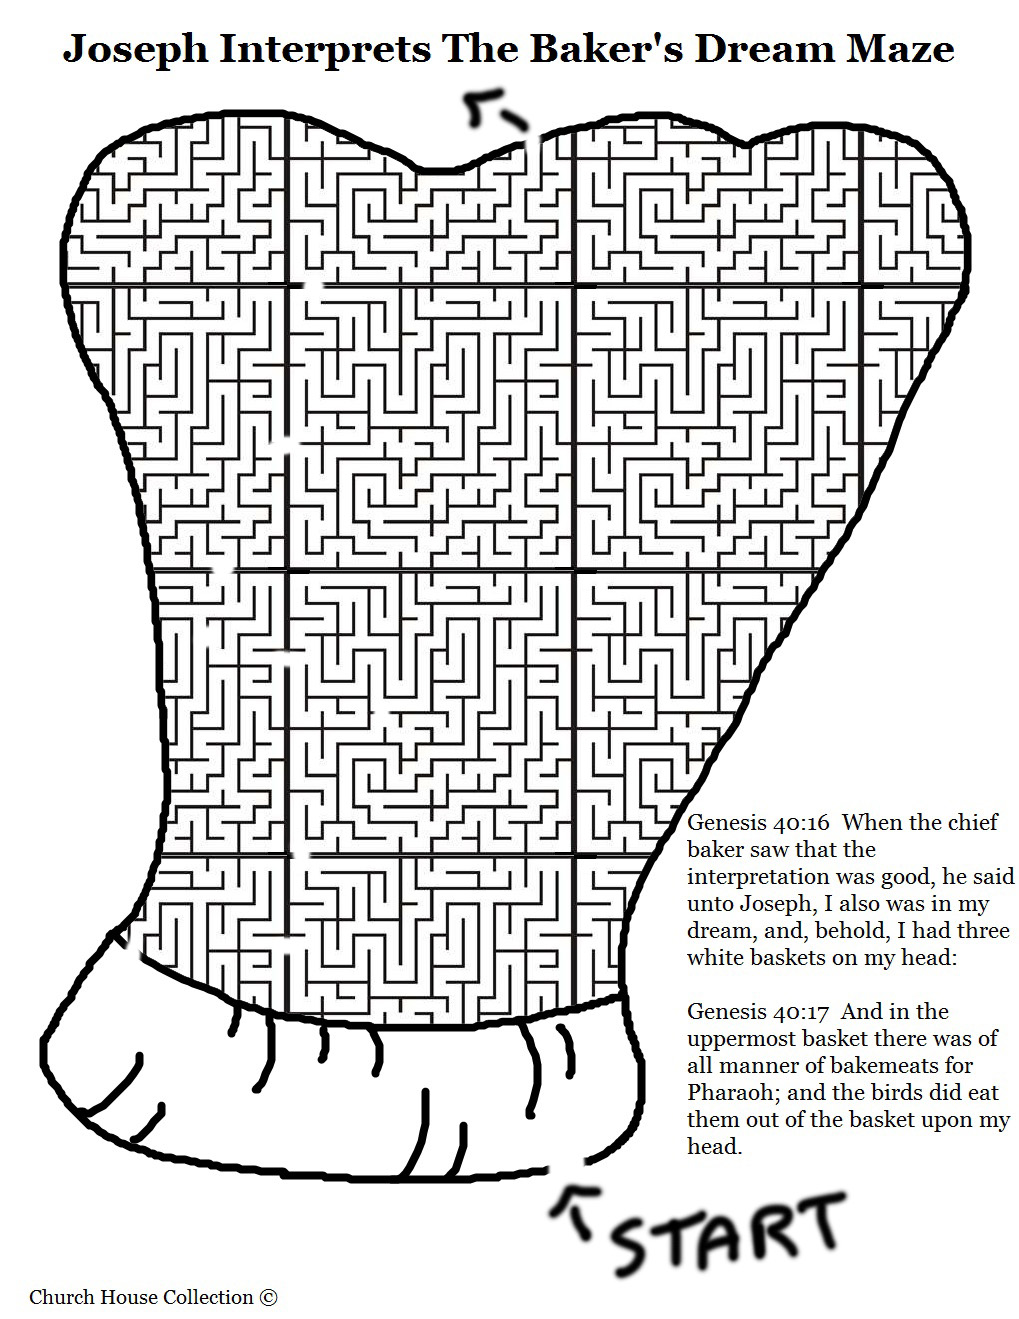 Joseph Interprets The Baker's Dream Maze
Genesis 40:16  When the chief
baker saw that the
interpretation was good, he said
unto Joseph, I also was in my
dream, and, behold, I had three
white baskets on my head:
Genesis 40:17  And in the
uppermost basket there was of
all manner of bakemeats for
Pharaoh; and the birds did eat
them out of the basket upon my
head.
START
Church House Collection ©